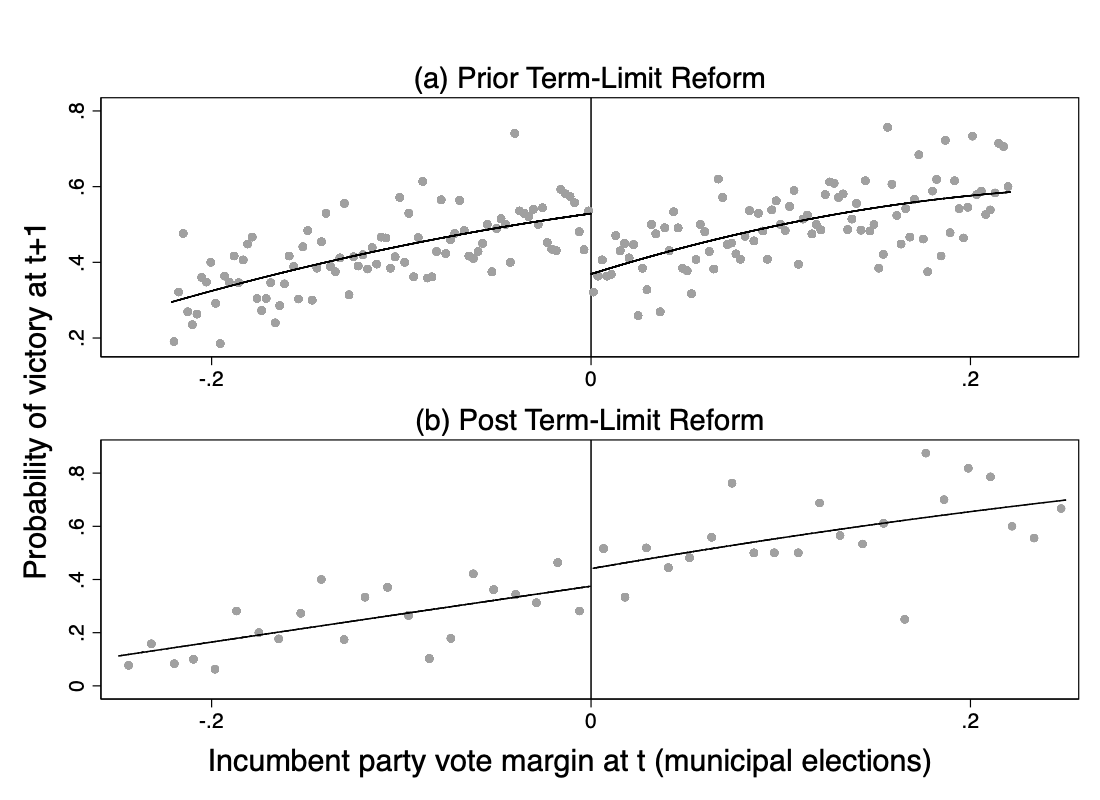 (a) Prior Term-Limit Reform
.8
.6
.4
.2
-.2 0 .2
(b) Post Term-Limit Reform
.8
.6
.4
.2
0
-.2 0 .2
Probability of victory at t+1
Incumbent party vote margin at t (municipal elections)